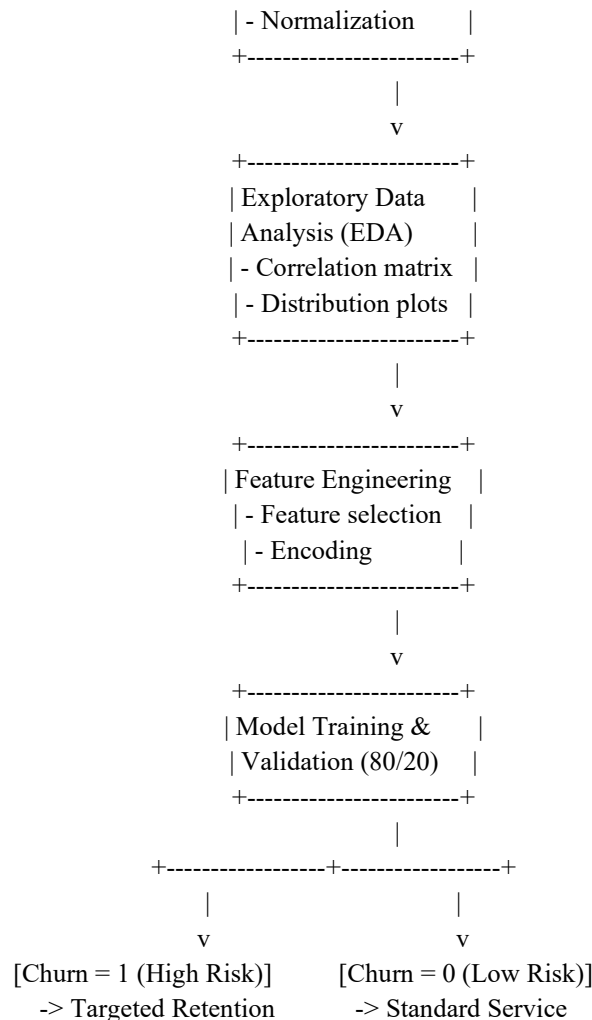 | - Normalization |
+------------------------+
|
v
+------------------------+
| Exploratory Data |
| Analysis (EDA) |
| - Correlation matrix |
| - Distribution plots |
+------------------------+
|
v
+------------------------+
| Feature Engineering |
| - Feature selection |
| - Encoding |
+------------------------+
|
v
+------------------------+
| Model Training & |
| Validation (80/20) |
+------------------------+
|
+------------------+------------------+
| |
v v
[Churn = 1 (High Risk)] [Churn = 0 (Low Risk)]
-> Targeted Retention -> Standard Service